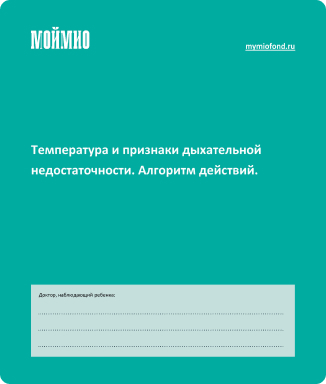 МОЙМИО
mymiofond.ru
Температура и признаки дыхательной
недостаточности. Алгоритм действий.
Доктор, наблюдающий ребенка: